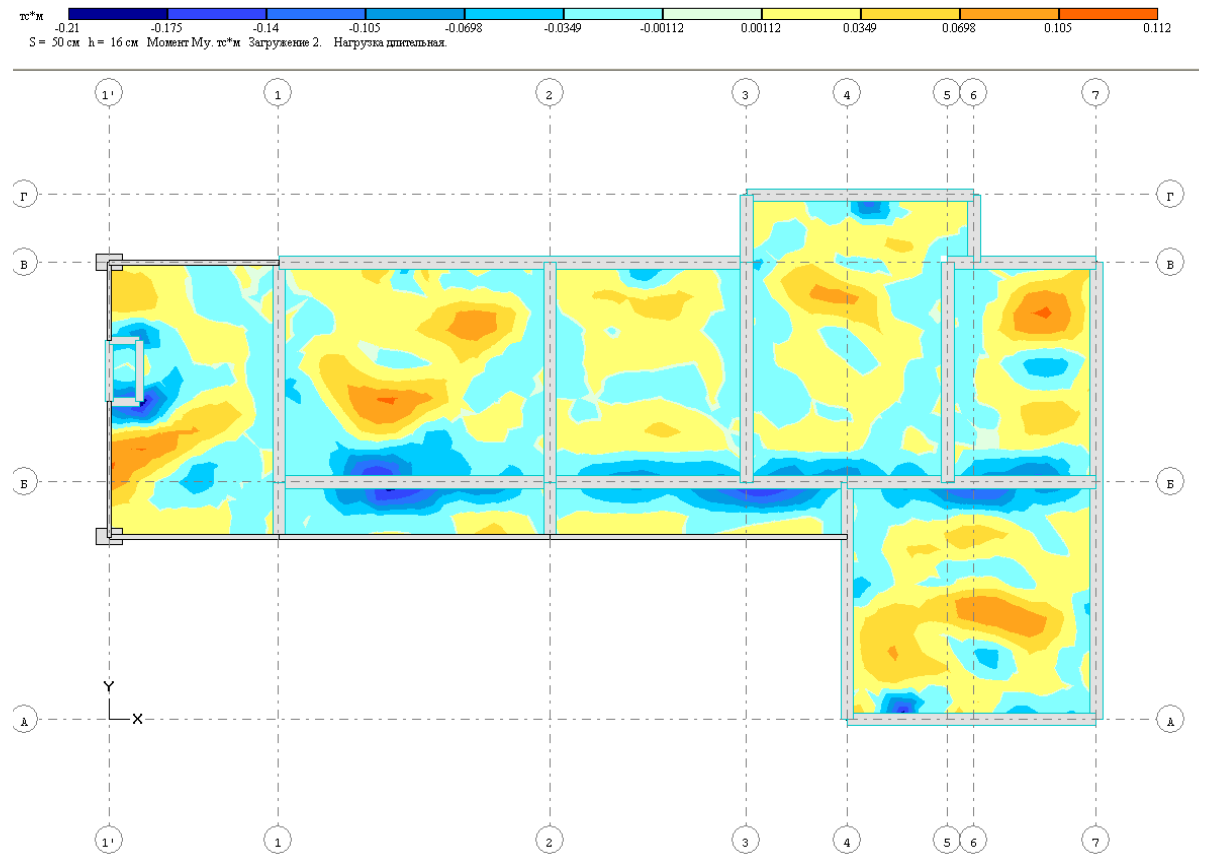 тс*м
-0.21 -0.175 -0.14 -0.105 -0.0698 -0.0349 -0.00112 0.00112 0.0349 0.0698 0.105 0.112
S = 50 см h = 16 см Момент My. тс*м Загружение 2. Нагрузка длительная.
1' 1 2 3 4 5 6 7
Г Г
В В
Б Б
Y
А X А
1' 1 2 3 4 5 6 7